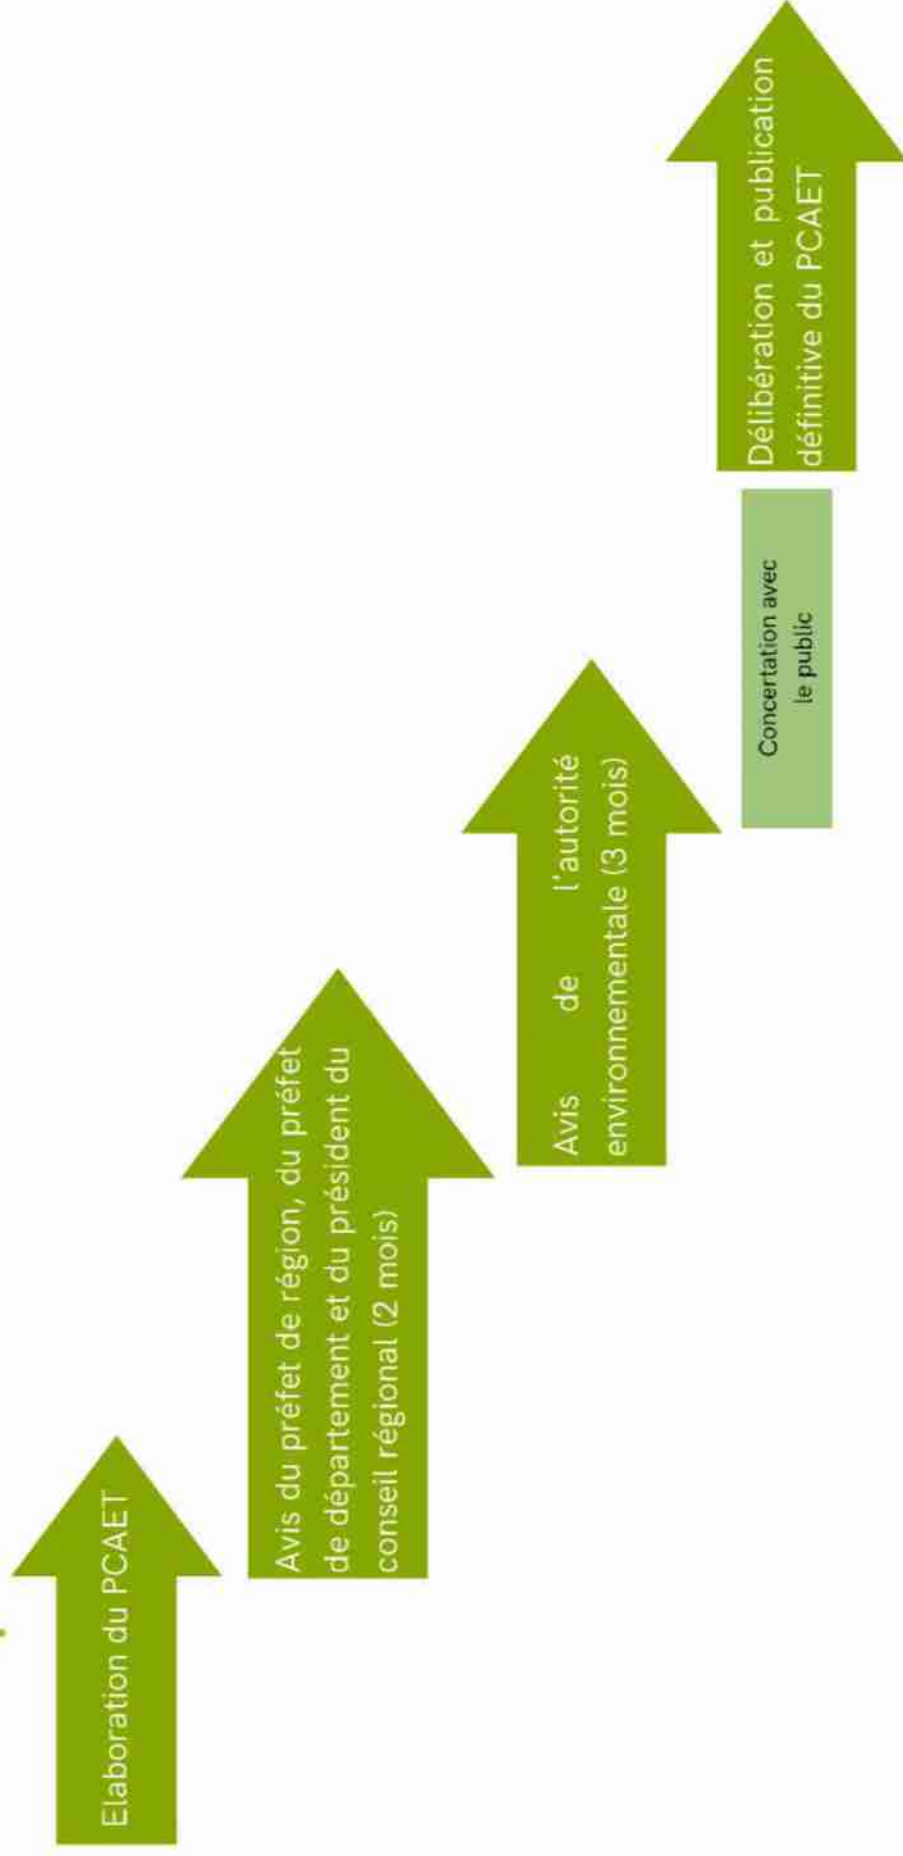 Elaboration du PCAET
Avis du préfet de région, du préfet
de département et du président du
conseil régional (2 mois)
Avis de l'autorité
environnementale (3 mois)
Concertation avec
le public
Délibération et publication
définitive du PCAET